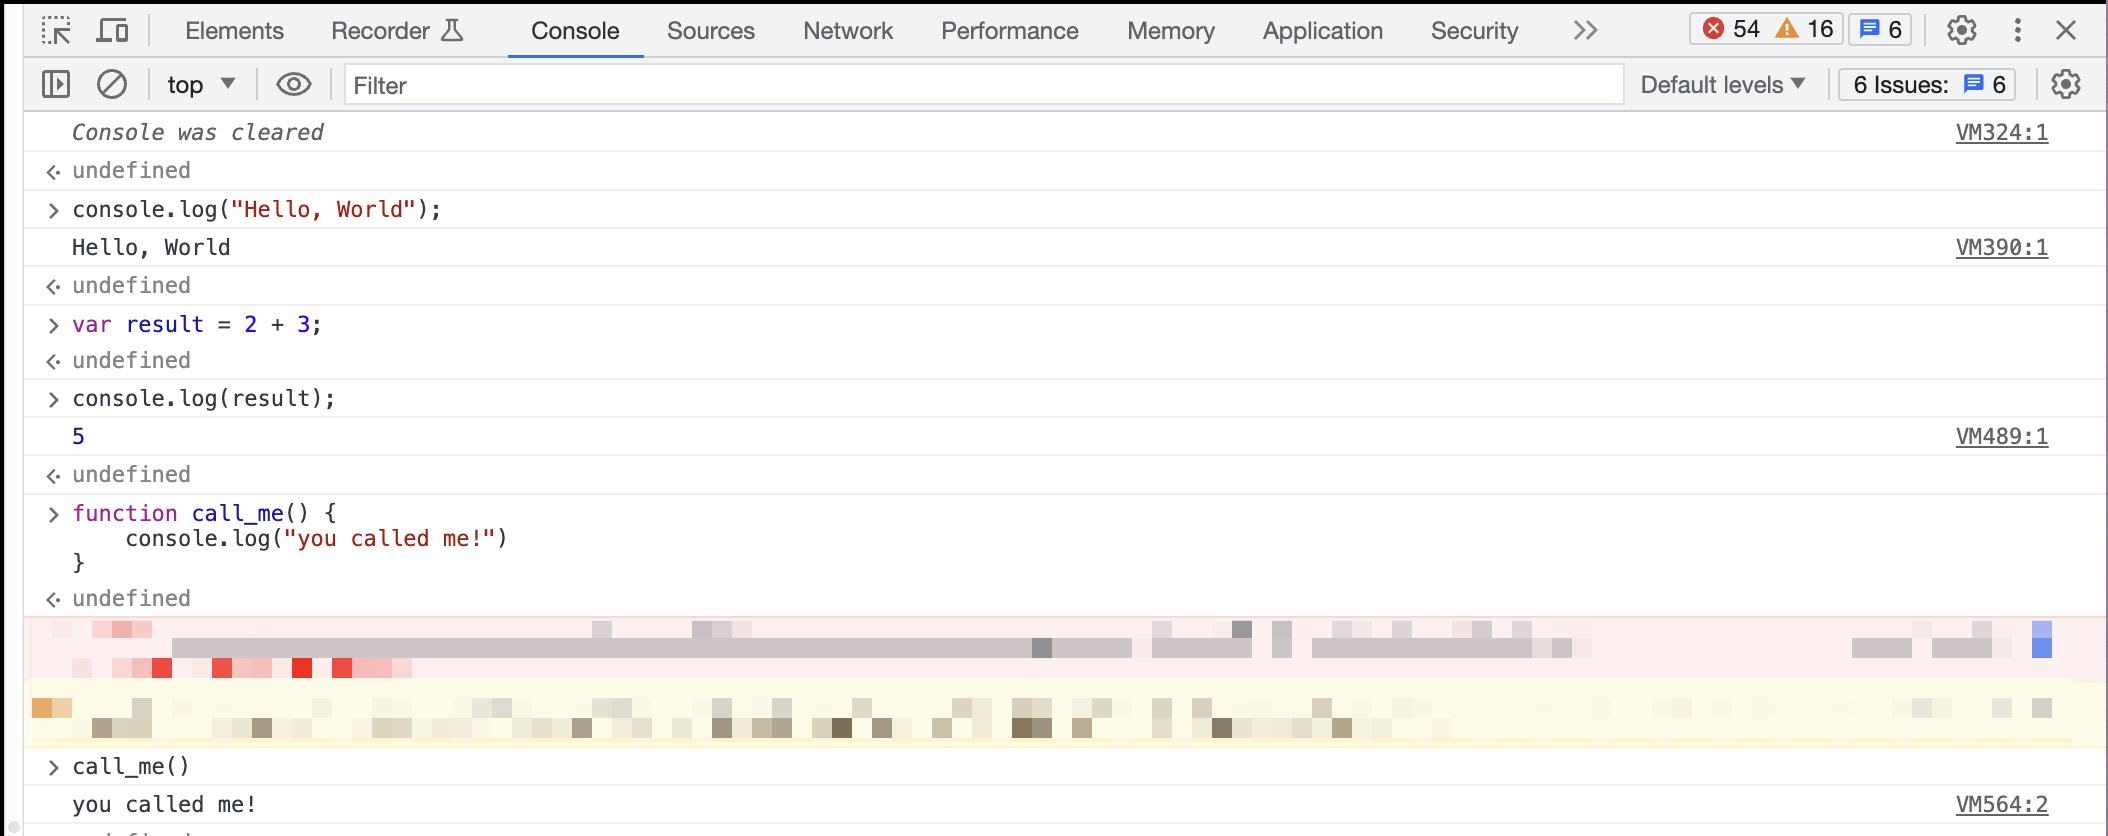 Elements Recorder Console Sources Network Performance Memory Application Security 54 16 6
top Filter Default levels 6 Issues: 6
Console was cleared VM324:1
undefined
console.log("Hello, World");
Hello, World VM390:1
undefined
var result = 2 + 3;
undefined
console.log(result);
5 VM489:1
undefined
function call_me() {
console.log("you called me!")
}
undefined
call_me()
you called me! VM564:2